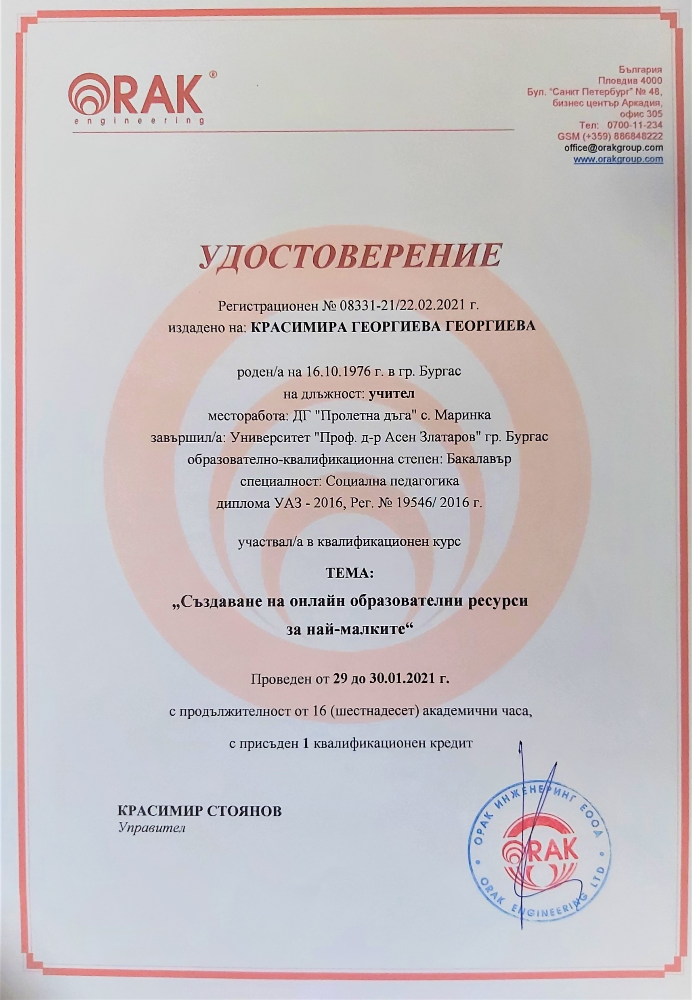 ORAK ®
engineering
България
Пловдив 4000
Бул. “Санкт Петербург” № 48,
бизнес център Аркадия,
офис 305
Тел: 0700-11-234
GSM (+359) 886848222
office@orakgroup.com
www.orakgroup.com
УДОСТОВЕРЕНИЕ
Регистрационен № 08331-21/22.02.2021 г.
издадено на: КРАСИМИРА ГЕОРГИЕВА ГЕОРГИЕВА
роден/а на 16.10.1976 г. в гр. Бургас
на длъжност: учител
месторабота: ДГ "Пролетна дъга" с. Маринка
завършил/а: Университет "Проф. д-р Асен Златаров" гр. Бургас
образователно-квалификационна степен: Бакалавър
специалност: Социална педагогика
диплома УАЗ - 2016, Рег. № 19546/ 2016 г.
участвал/а в квалификационен курс
ТЕМА:
„Създаване на онлайн образователни ресурси
за най-малките“
Проведен от 29 до 30.01.2021 г.
с продължителност от 16 (шестнадесет) академични часа,
с присъден 1 квалификационен кредит
КРАСИМИР СТОЯНОВ
Управител
ОРАК ИНЖЕНЕРИНГ ЕООД
ORAK
ORAK ENGINEERING LTD